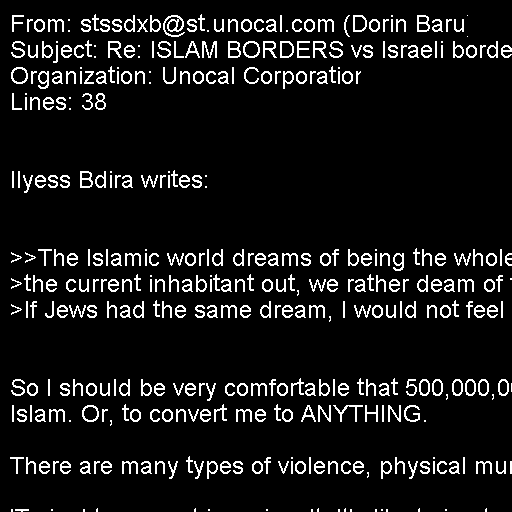 From: stssdxb@st.unocal.com (Dorin Baru
Subject: Re: ISLAM BORDERS vs Israeli borde
Organization: Unocal Corporation
Lines: 38
Ilyess Bdira writes:
>>The Islamic world dreams of being the whole
>the current inhabitant out, we rather deam of
>If Jews had the same dream, I would not feel
So I should be very comfortable that 500,000,0
Islam. Or, to convert me to ANYTHING.
There are many types of violence, physical mur